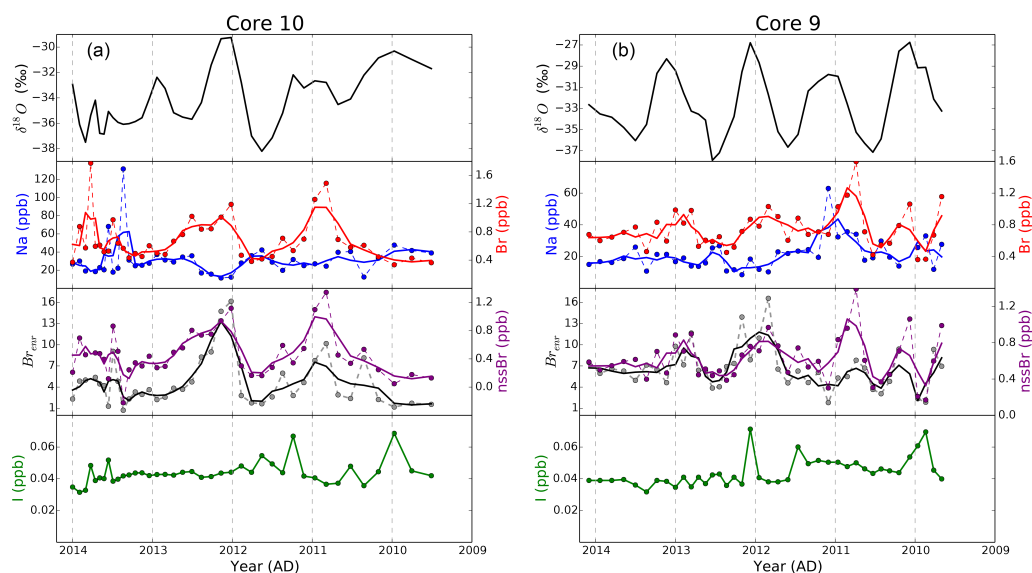 Core 10
(a)
δ18O (‰)
−30
−32
−34
−36
−38
Na (ppb)
120
100
80
60
40
20
Br (ppb)
1.6
1.2
0.8
0.4
Brenr
16
13
10
7
4
1
nssBr (ppb)
1.2
0.8
0.4
0.0
I (ppb)
0.06
0.04
0.02
2014 2013 2012 2011 2010 2009
Year (AD)
Core 9
(b)
δ18O (‰)
−27
−29
−31
−33
−35
−37
Na (ppb)
60
40
20
Br (ppb)
1.6
1.2
0.8
0.4
Brenr
16
13
10
7
4
1
nssBr (ppb)
1.2
0.8
0.4
0.0
I (ppb)
0.06
0.04
0.02
2014 2013 2012 2011 2010 2009
Year (AD)